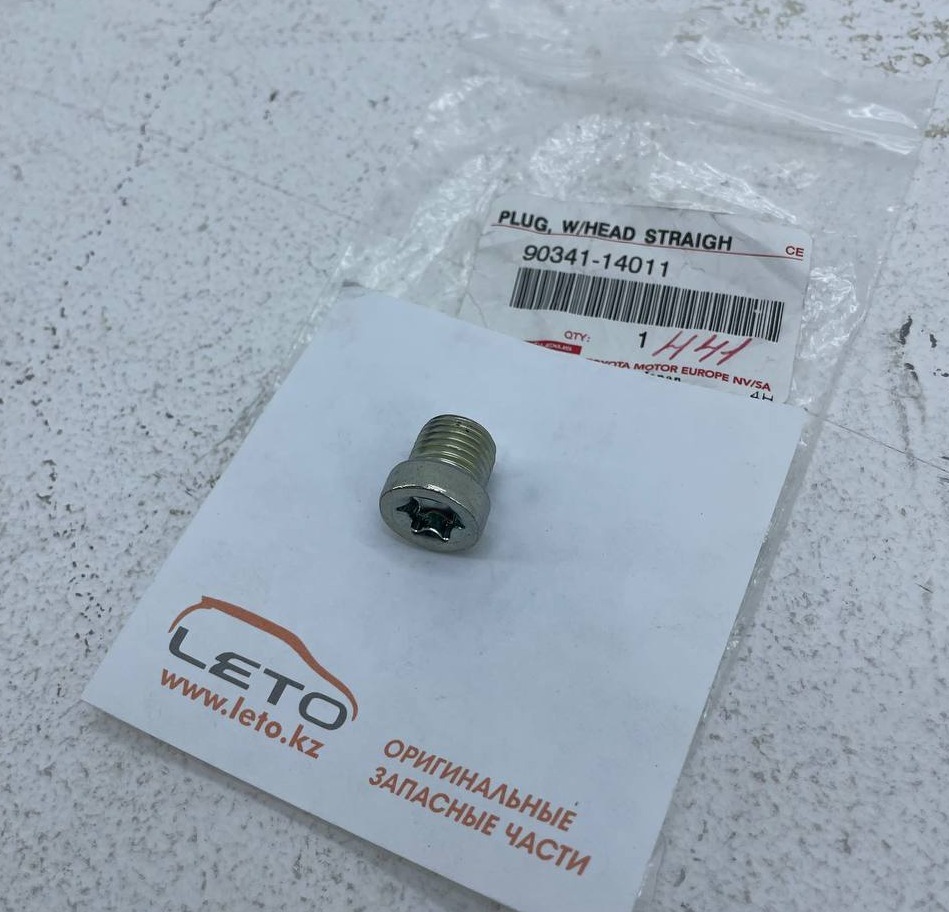 PLUG, W/HEAD STRAIGH
CE
90341-14011
QTY: 1
TOYOTA MOTOR EUROPE NV/SA
4H
LETO
www.leto.kz
ОРИГИНАЛЬНЫЕ
ЗАПАСНЫЕ ЧАСТИ